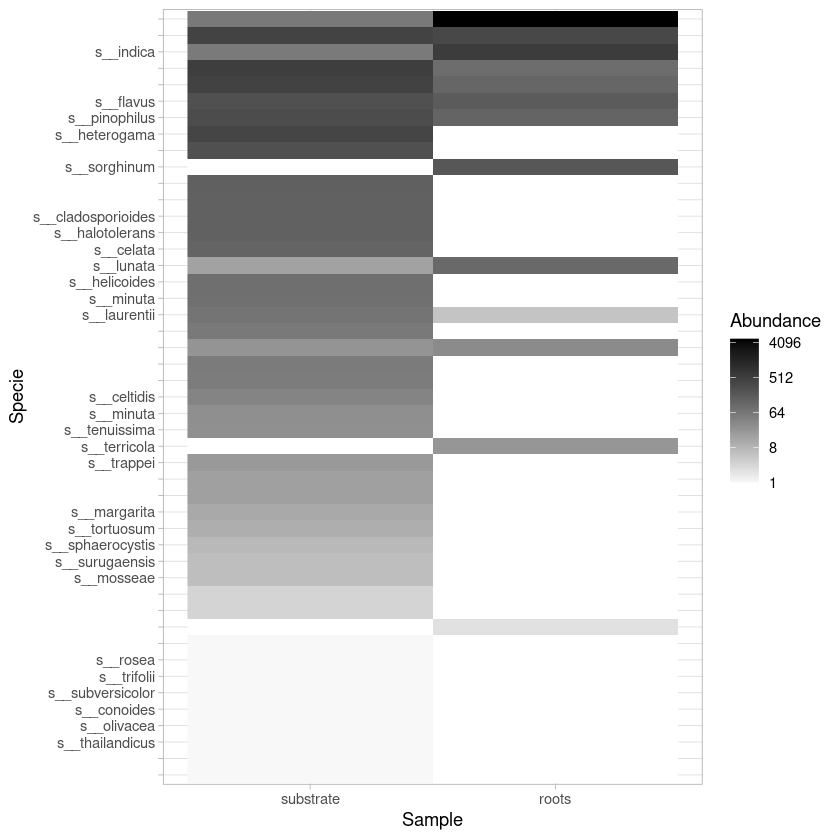 s__indica
s__flavus
s__pinophilus
s__heterogama
s__sorghinum
s__cladosporioides
s__halotolerans
s__celata
s__lunata
s__helicoides
s__minuta
s__laurentii
s__celtidis
s__minuta
s__tenuissima
s__terricola
s__trappei
s__margarita
s__tortuosum
s__sphaerocystis
s__surugaensis
s__mosseae
s__rosea
s__trifolii
s__subversicolor
s__conoides
s__olivacea
s__thailandicus
Specie
substrate roots
Sample
Abundance
4096
512
64
8
1